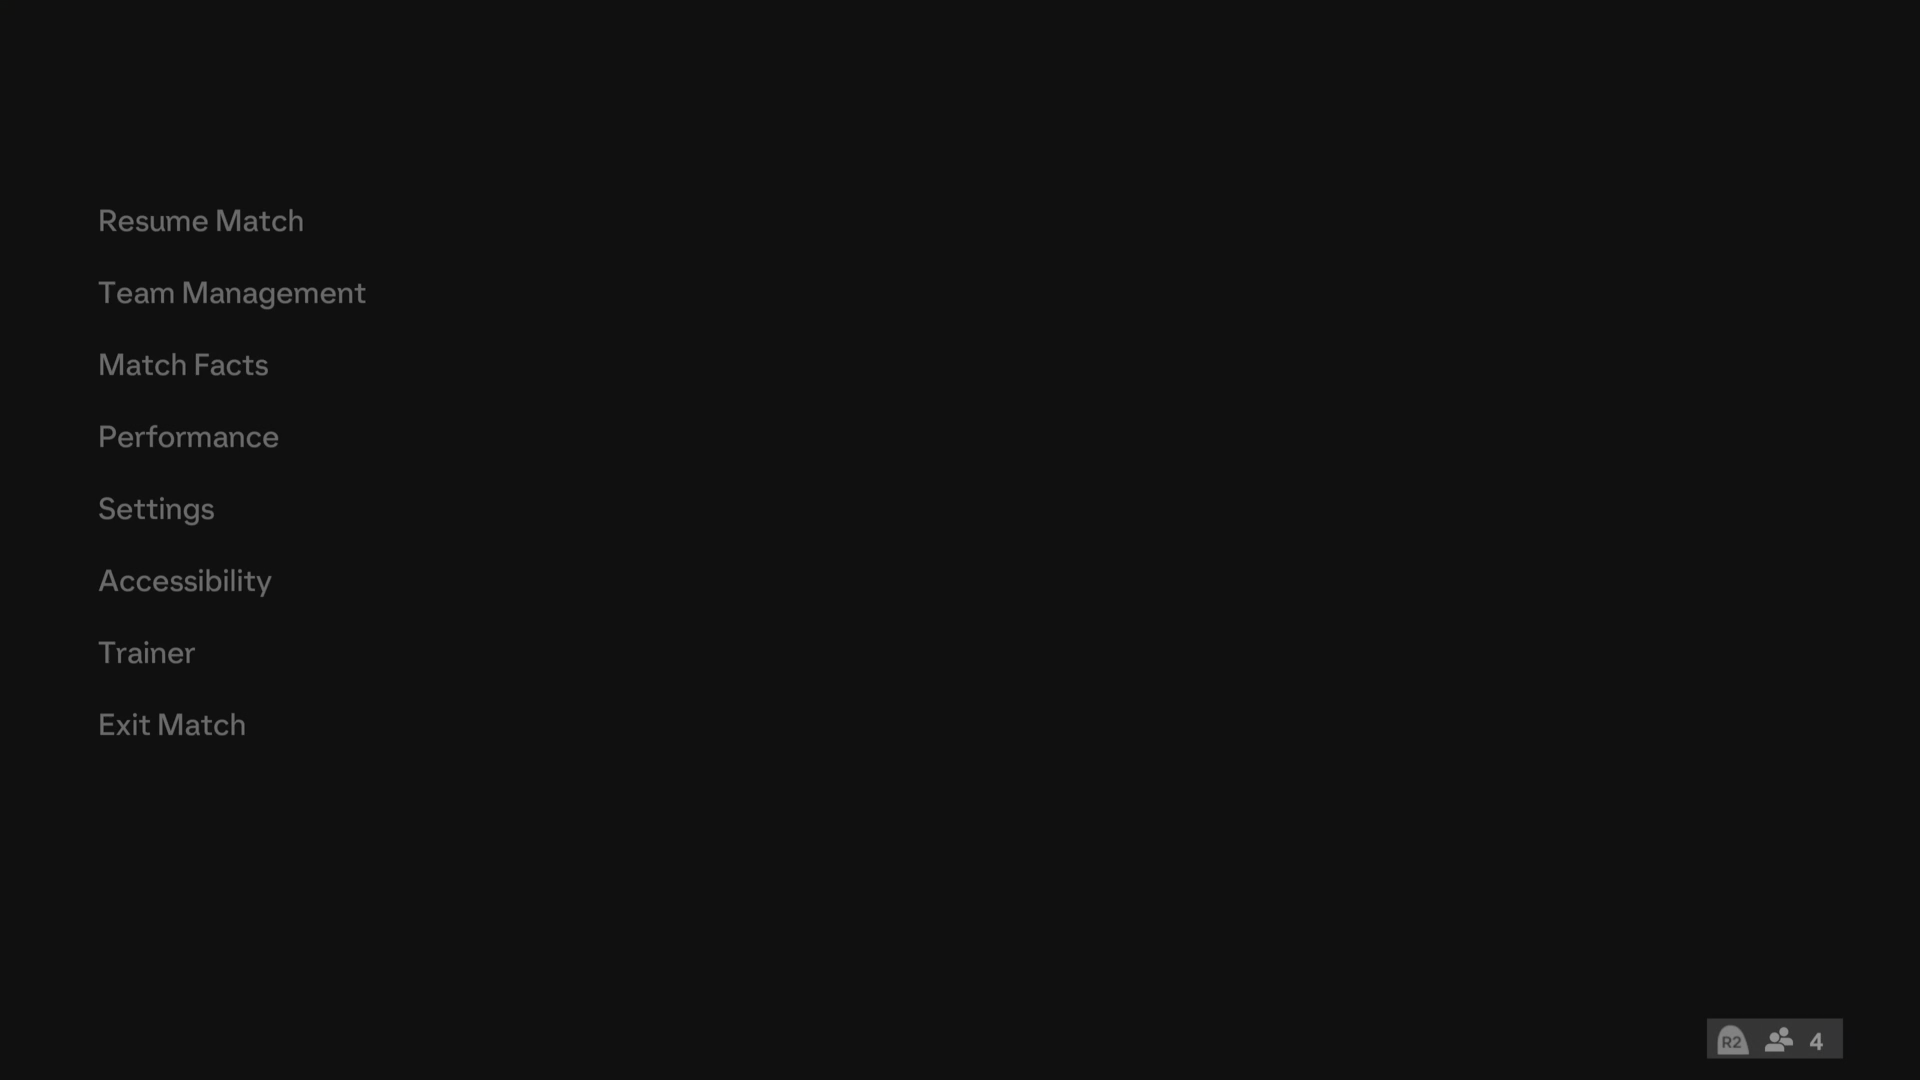 Resume Match
Team Management
Match Facts
Performance
Settings
Accessibility
Trainer
Exit Match
R2 4